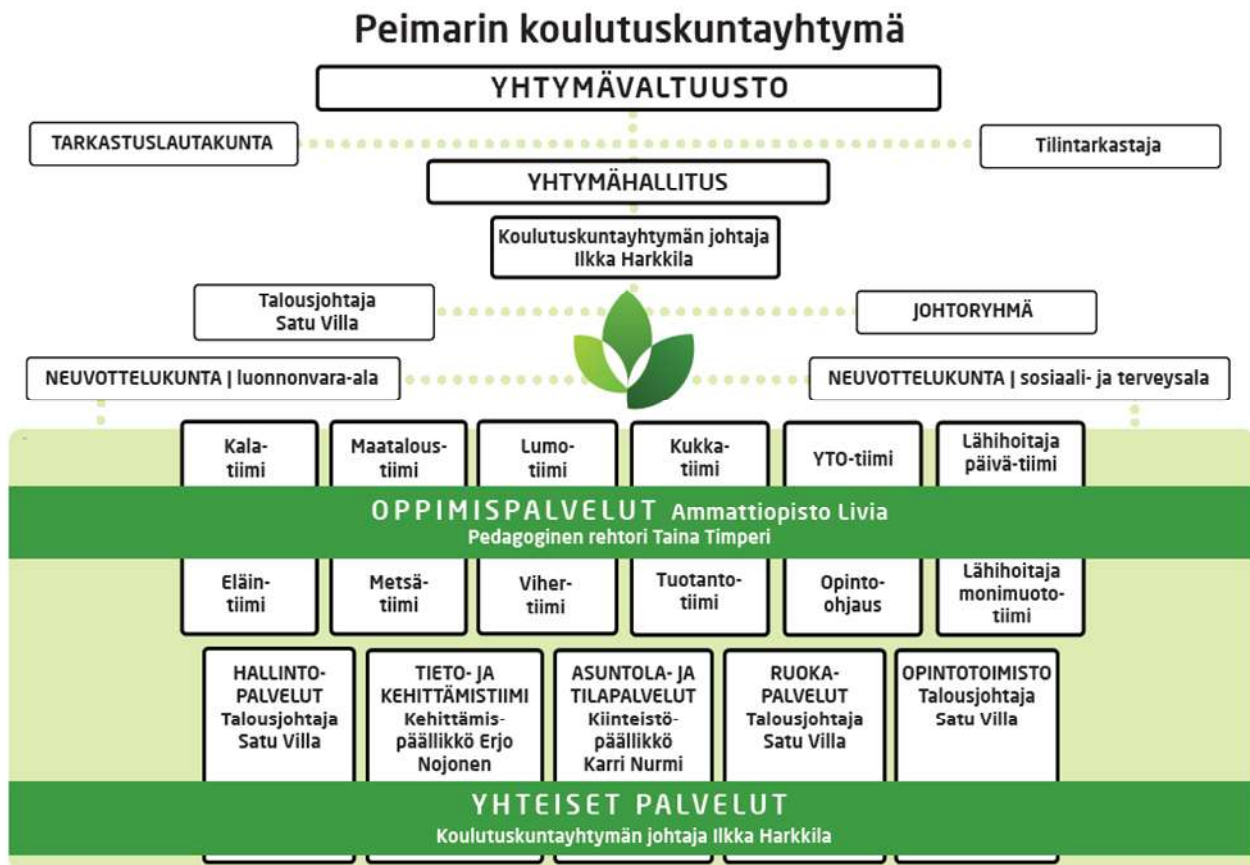 Peimarin koulutuskuntayhtymä
YHTYMÄVALTUUSTO
TARKASTUSLAUTAKUNTA
Tilintarkastaja
YHTYMÄHALLITUS
Koulutuskuntayhtymän johtaja
Ilkka Harkkila
Talousjohtaja
Satu Villa
JOHTORYHMÄ
NEUVOTTELUKUNTA | luonnonvara-ala
NEUVOTTELUKUNTA | sosiaali- ja terveysala
Kala-
tiimi
Maatalous-
tiimi
Lumo-
tiimi
Kukka-
tiimi
YTO-tiimi
Lähihoitaja
päivä-tiimi
OPPIMISPALVELUT Ammattiopisto Livia
Pedagoginen rehtori Taina Timperi
Eläin-
tiimi
Metsä-
tiimi
Viher-
tiimi
Tuotanto-
tiimi
Opinto-
ohjaus
Lähihoitaja
monimuoto-
tiimi
HALLINTO-
PALVELUT
Talousjohtaja
Satu Villa
TIETO- JA
KEHITTÄMISTIIMI
Kehittämis-
päällikkö Erjo
Nojonen
ASUNTOLA- JA
TILAPALVELUT
Kiinteistö-
päällikkö
Karri Nurmi
RUOKA-
PALVELUT
Talousjohtaja
Satu Villa
OPINTOTOIMISTO
Talousjohtaja
Satu Villa
YHTEISET PALVELUT
Koulutuskuntayhtymän johtaja Ilkka Harkkila